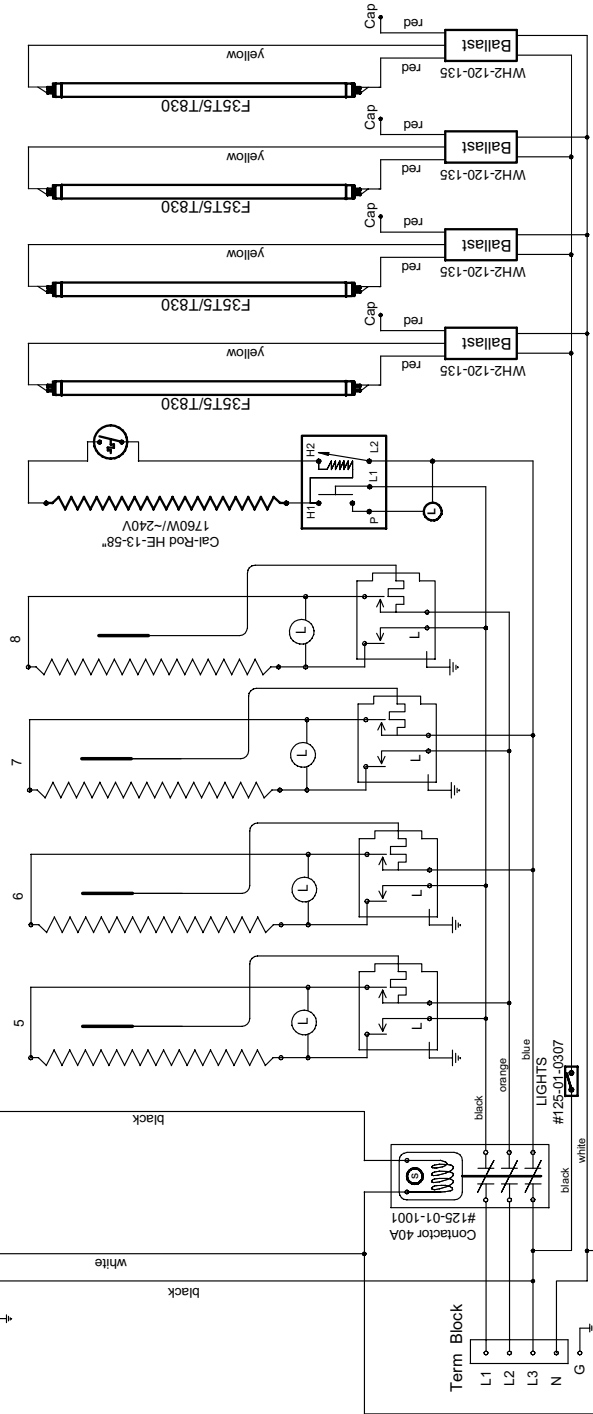 Cap
red
yellow
F35T5/T830
red
Ballast
WH2-120-135
Cap
red
yellow
F35T5/T830
red
Ballast
WH2-120-135
Cap
red
yellow
F35T5/T830
red
Ballast
WH2-120-135
Cap
red
yellow
F35T5/T830
red
Ballast
WH2-120-135
Cal-Rod HE-13-58"
1760W/~240V
H1
H2
P
L1
L2
L
8
L
L
7
L
L
6
L
L
5
L
L
black
orange
blue
LIGHTS
#125-01-0307
black
white
black
white
black
S
Contactor 40A
#125-01-1001
Term Block
L1
L2
L3
N
G